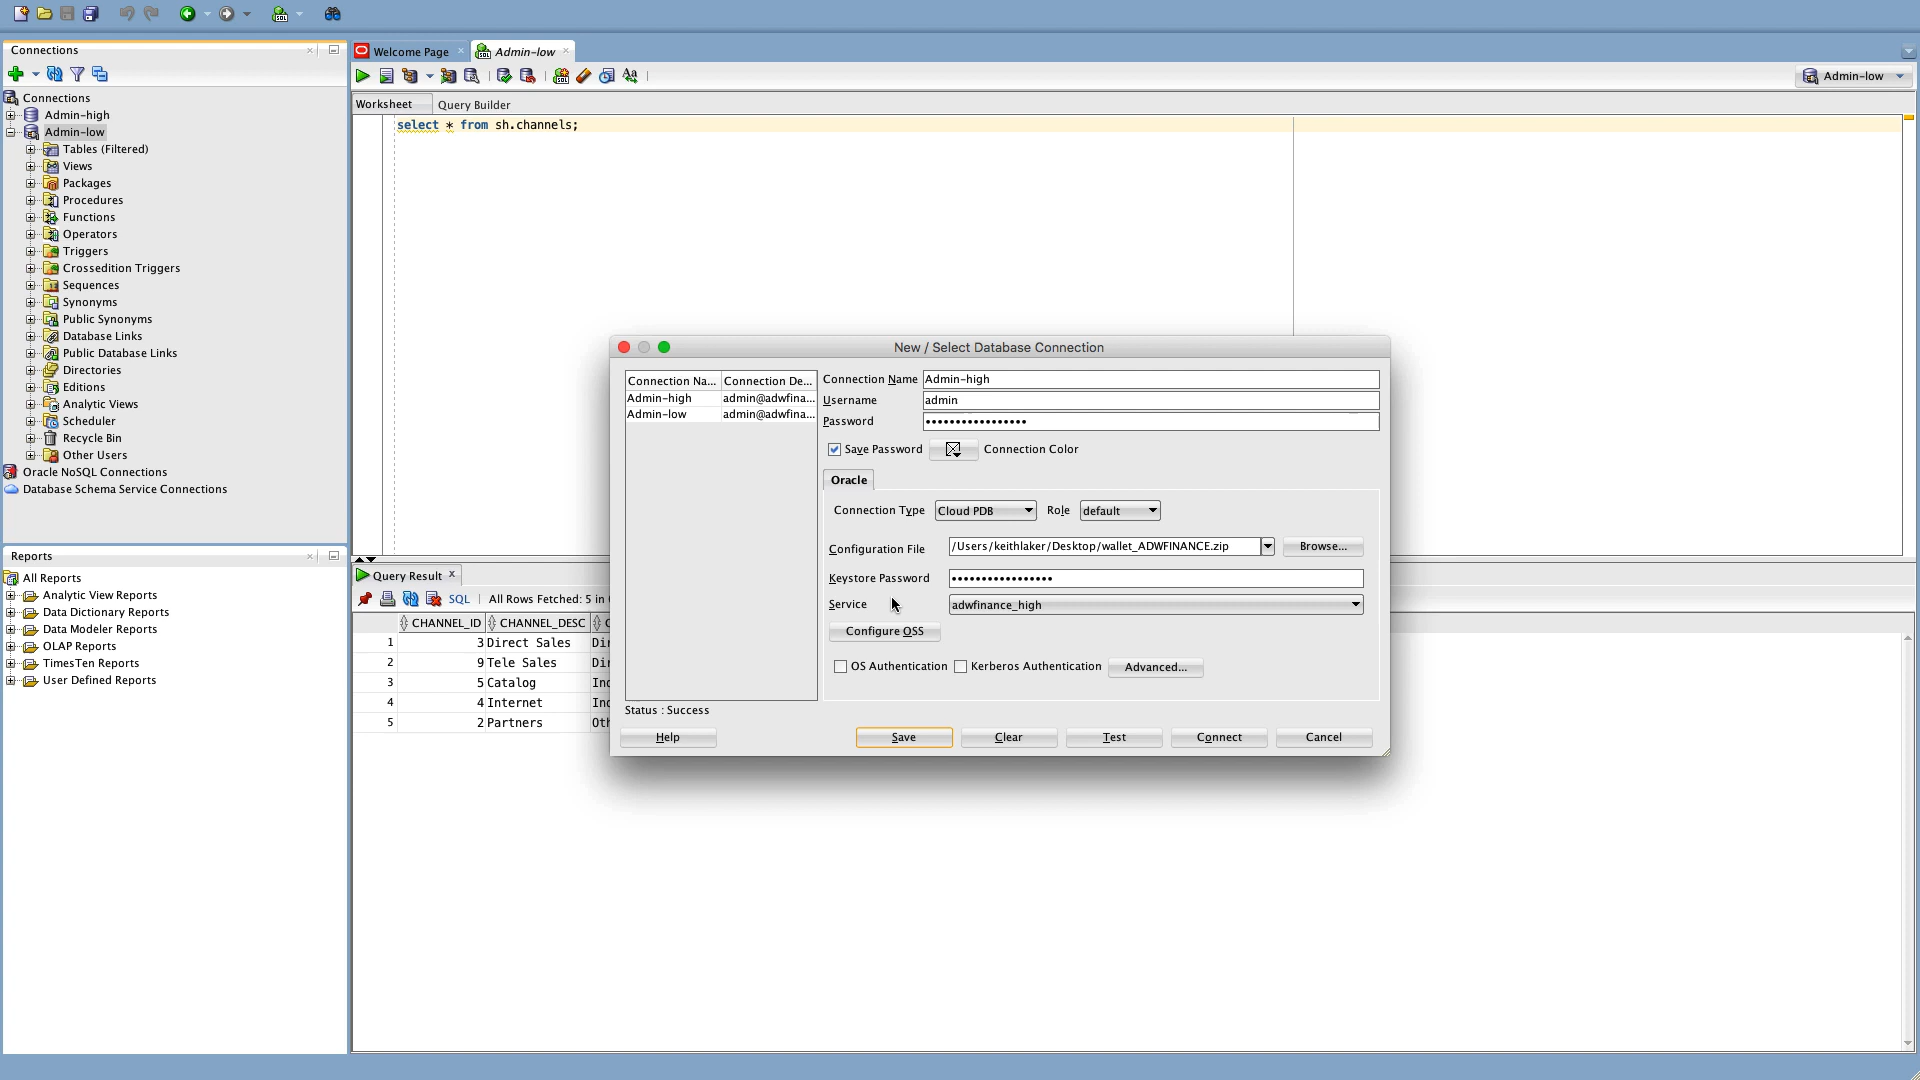 Connections
Welcome Page
Admin-low
Admin-low
Worksheet
Query Builder
select * from sh.channels;
Connections
Admin-high
Admin-low
Tables (Filtered)
Views
Packages
Procedures
Functions
Operators
Triggers
Crossedition Triggers
Sequences
Synonyms
Public Synonyms
Database Links
Public Database Links
Directories
Editions
Analytic Views
Scheduler
Recycle Bin
Other Users
Oracle NoSQL Connections
Database Schema Service Connections
Reports
All Reports
Analytic View Reports
Data Dictionary Reports
Data Modeler Reports
OLAP Reports
TimesTen Reports
User Defined Reports
New / Select Database Connection
Connection Na... Connection De...
Admin-high admin@adwfina...
Admin-low admin@adwfina...
Connection Name Admin-high
Username admin
Password •••••••••••••••••
Save Password Connection Color
Oracle
Connection Type Cloud PDB Role default
Configuration File /Users/keithlaker/Desktop/wallet_ADWFINANCE.zip Browse...
Keystore Password •••••••••••••••••
Service adwfinance_high
Configure OSS
OS Authentication Kerberos Authentication Advanced...
Status : Success
Help Save Clear Test Connect Cancel
Query Result
SQL All Rows Fetched: 5 in
CHANNEL_ID CHANNEL_DESC
1 3 Direct Sales
2 9 Tele Sales
3 5 Catalog
4 4 Internet
5 2 Partners